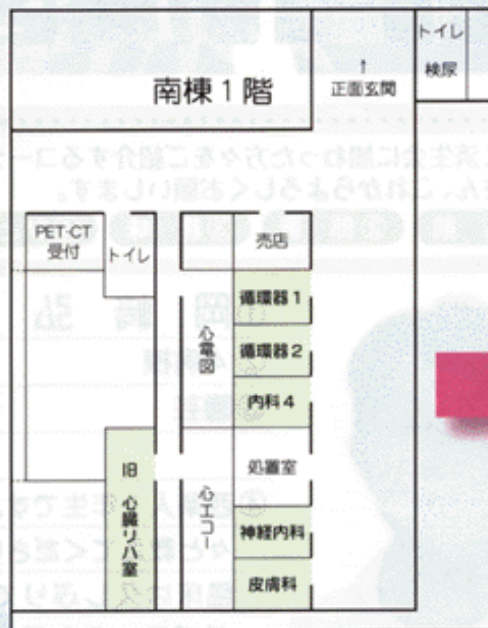 トイレ
検尿
南棟1階
↑
正面玄関
PET-CT
受付
トイレ
売店
循環器1
心電図
循環器2
内科4
処置室
旧 心臓リハ室
心エコー
神経内科
皮膚科